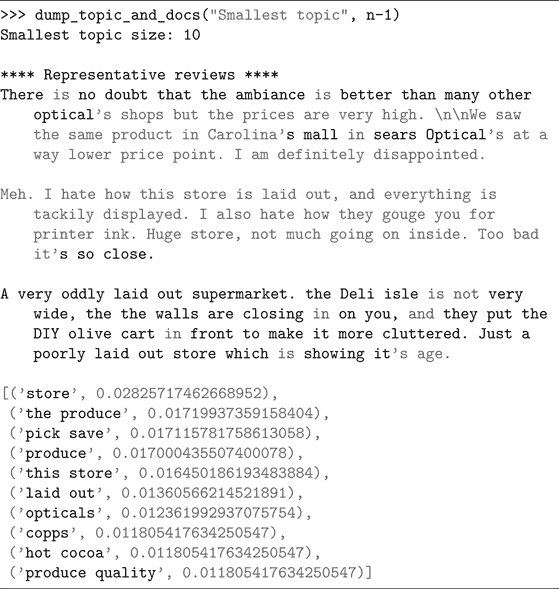 >>> dump_topic_and_docs("Smallest topic", n-1)
Smallest topic size: 10
**** Representative reviews ****
There is no doubt that the ambiance is better than many other
optical's shops but the prices are very high. \n\nWe saw
the same product in Carolina's mall in sears Optical's at a
way lower price point. I am definitely disappointed.
Meh. I hate how this store is laid out, and everything is
tackily displayed. I also hate how they gouge you for
printer ink. Huge store, not much going on inside. Too bad
it's so close.
A very oddly laid out supermarket. the Deli isle is not very
wide, the the walls are closing in on you, and they put the
DIY olive cart in front to make it more cluttered. Just a
poorly laid out store which is showing it's age.
[('store', 0.02825717462668952),
('the produce', 0.01719937359158404),
('pick save', 0.017115781758613058),
('produce', 0.017000435507400078),
('this store', 0.016450186193483884),
('laid out', 0.01360566214521891),
('opticals', 0.012361992937075754),
('copps', 0.011805417634250547),
('hot cocoa', 0.011805417634250547),
('produce quality', 0.011805417634250547)]